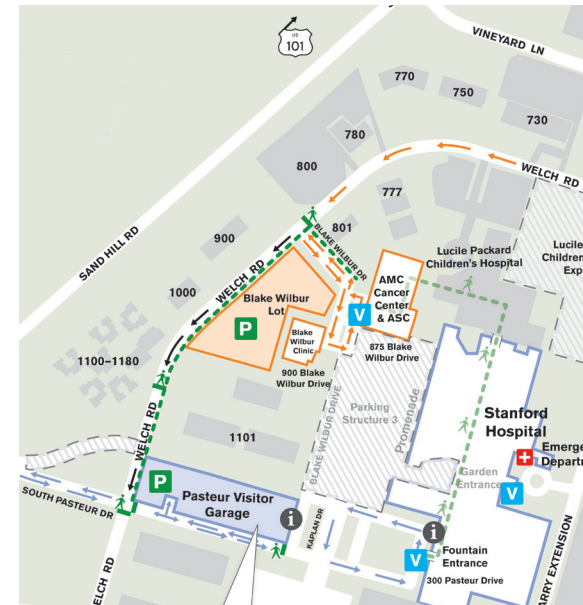 US
101
VINEYARD LN
770
750
730
780
800
WELCH RD
777
801
BLAKE WILBUR DR
Lucile Packard
Children's Hospital
Lucile
Children
Exp
SAND HILL RD
900
WELCH RD
1000
AMC
Cancer
Center
& ASC
Blake Wilbur
Lot
P
V
Blake
Wilbur
Clinic
875 Blake
Wilbur Drive
900 Blake
Wilbur Drive
1100–1180
BLAKE WILBUR DRIVE
Parking
Structure 3
Promenade
WELCH RD
1101
Stanford
Hospital
Emerge
Depart
Garden
Entrance
V
P
SOUTH PASTEUR DR
Pasteur Visitor
Garage
i
KAPLAN DR
i
V
Fountain
Entrance
300 Pasteur Drive
ELCH RD
ARRY EXTENSION